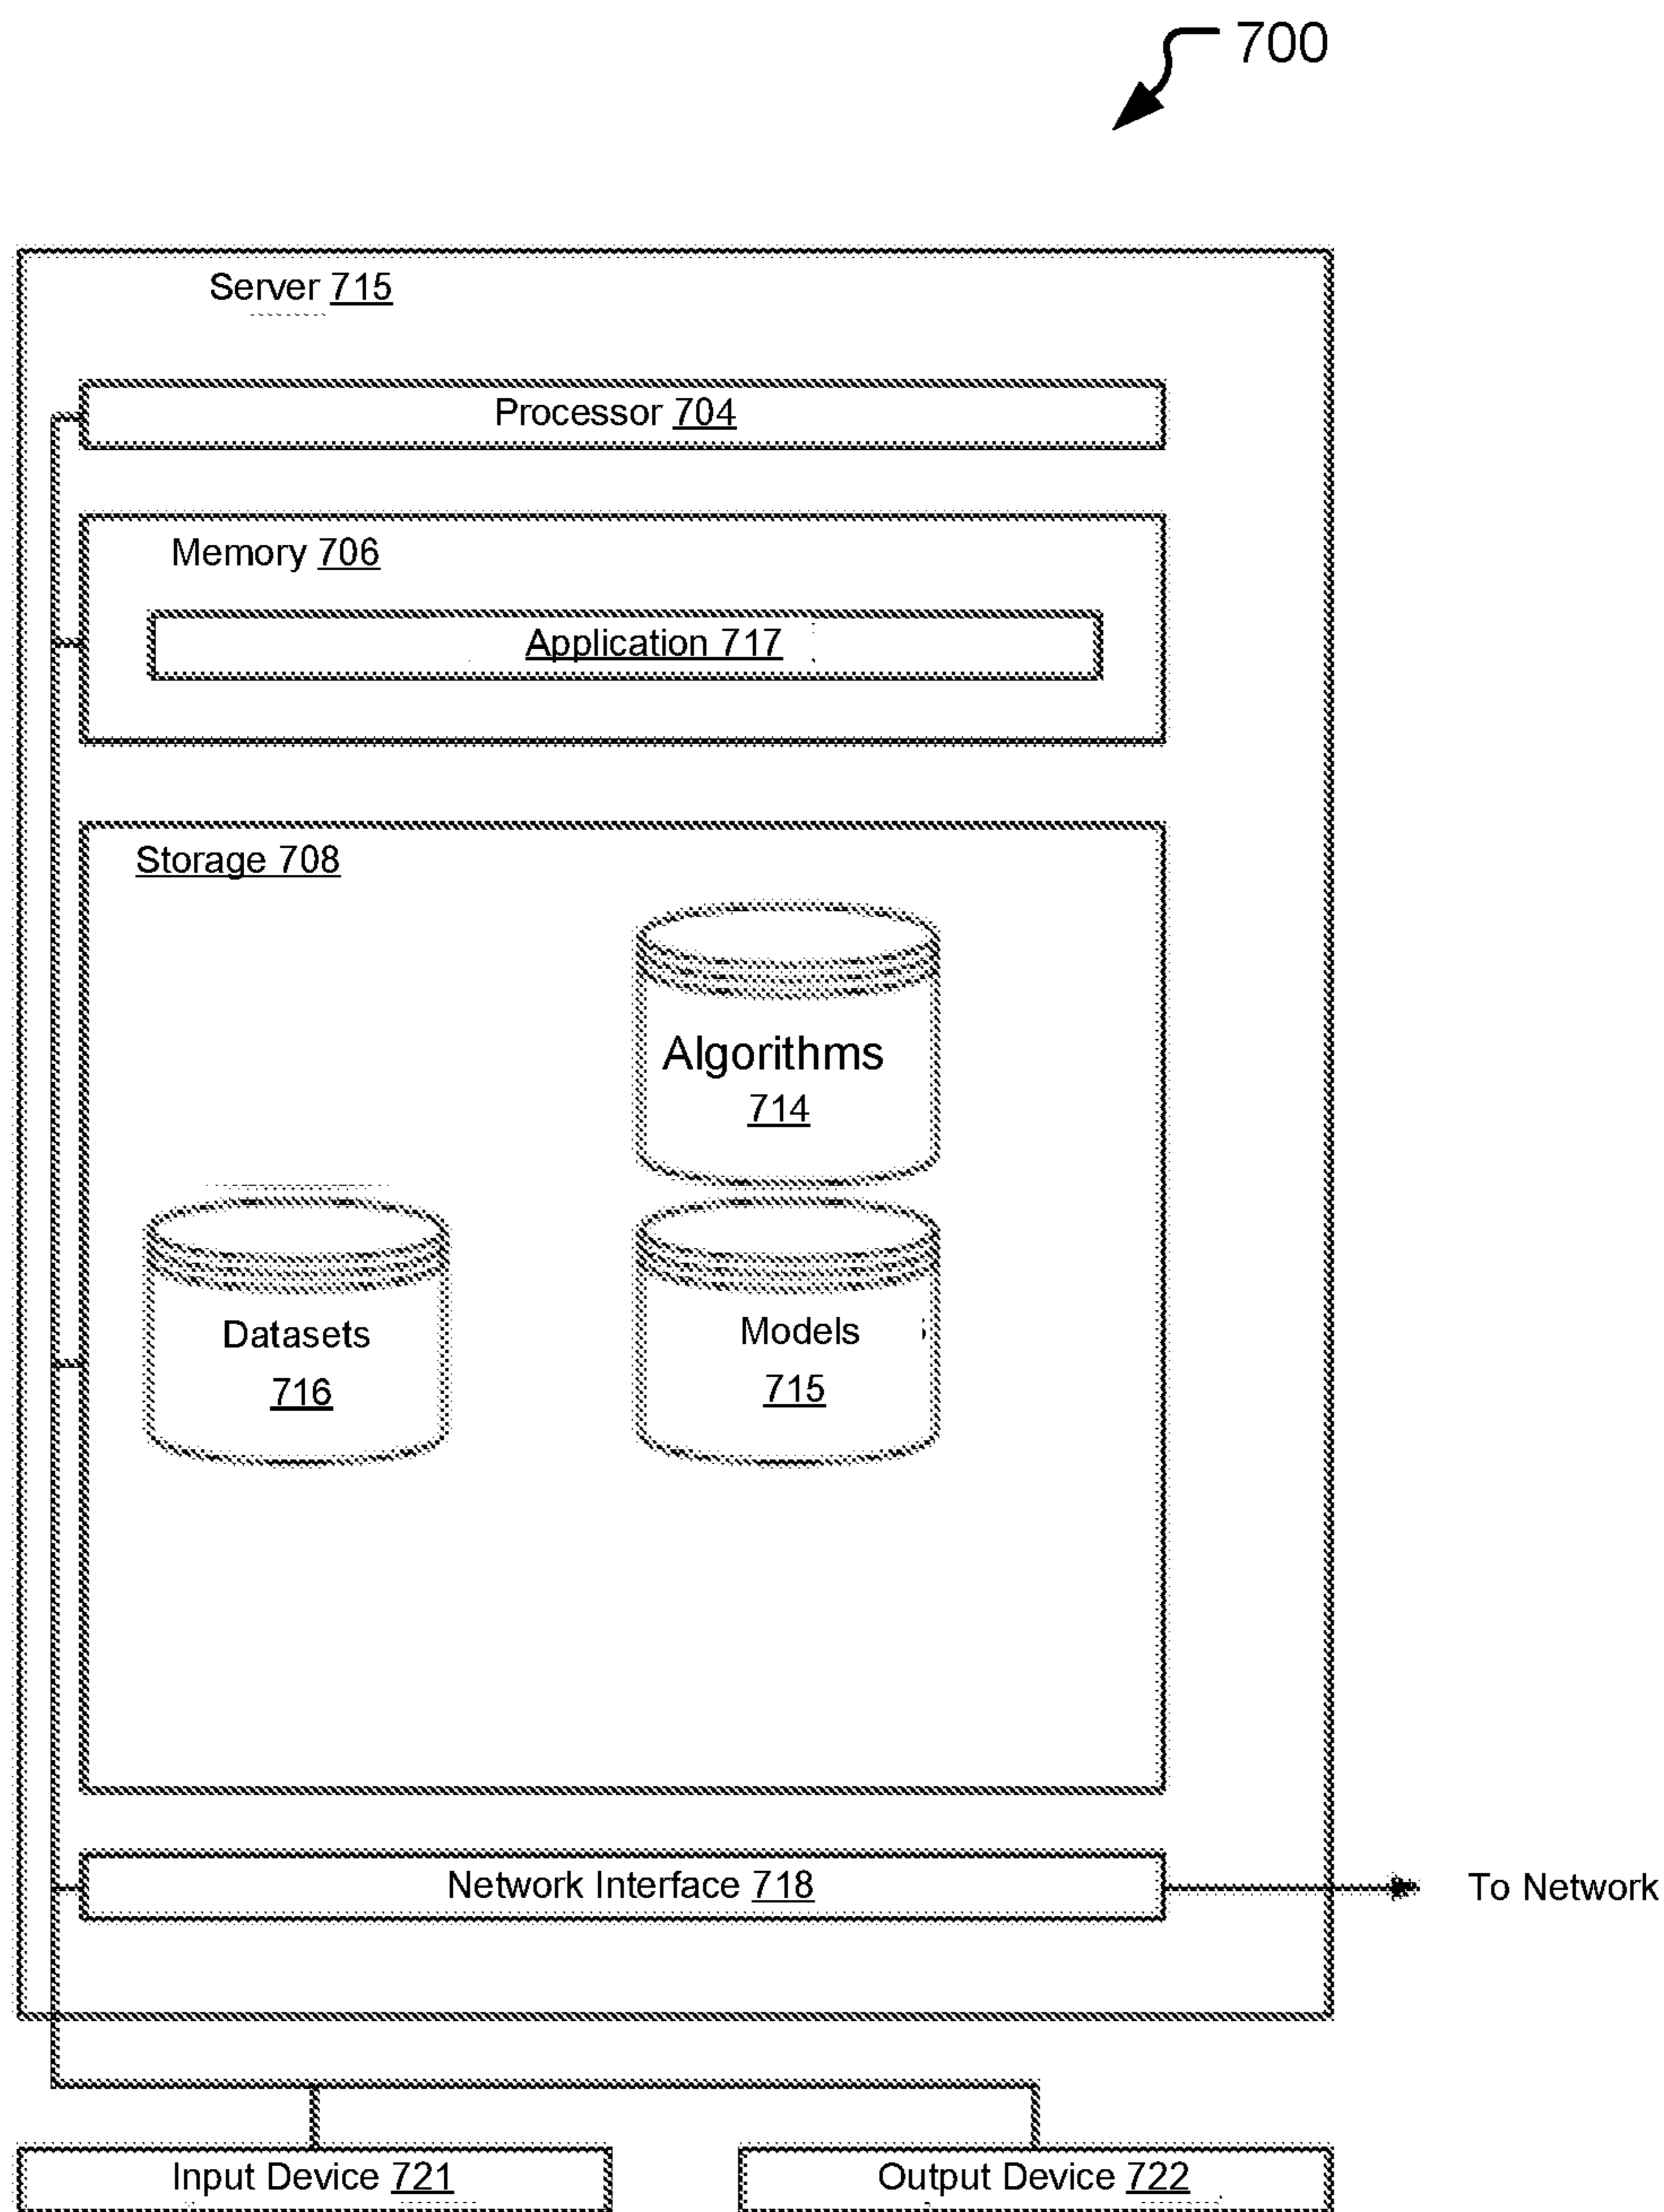 700
Server 715
Processor 704
Memory 706
Application 717
Storage 708
Algorithms
714
Datasets
716
Models
715
Network Interface 718
To Network
Input Device 721
Output Device 722